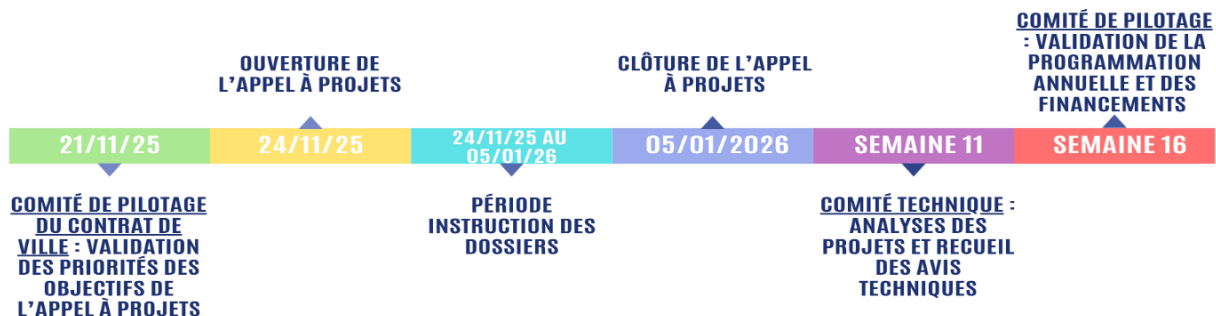 21/11/25
COMITÉ DE PILOTAGE
DU CONTRAT DE
VILLE : VALIDATION
DES PRIORITÉS DES
OBJECTIFS DE
L'APPEL À PROJETS
OUVERTURE DE
L'APPEL À PROJETS
24/11/25
24/11/25 AU
05/01/26
PÉRIODE
INSTRUCTION DES
DOSSIERS
CLÔTURE DE L'APPEL
À PROJETS
05/01/2026
SEMAINE 11
COMITÉ TECHNIQUE :
ANALYSES DES
PROJETS ET RECUEIL
DES AVIS
TECHNIQUES
COMITÉ DE PILOTAGE
: VALIDATION DE LA
PROGRAMMATION
ANNUELLE ET DES
FINANCEMENTS
SEMAINE 16